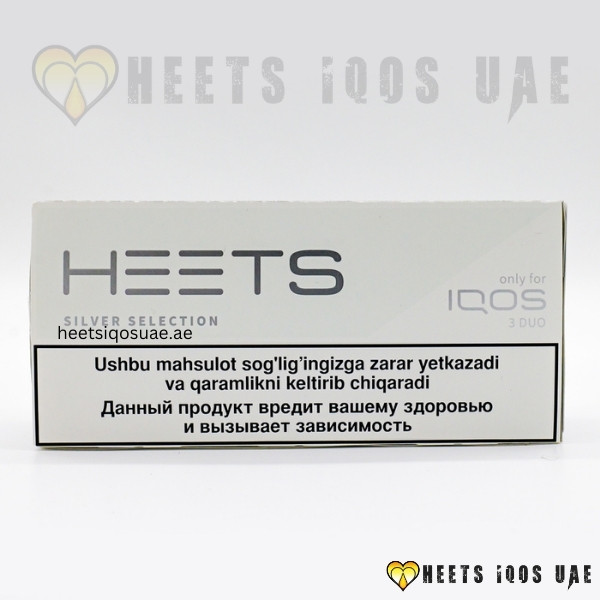 HEETS iQOS UAE
HEETS
only for
IQOS
3 DUO
SILVER SELECTION
heetsiqosuae.ae
Ushbu mahsulot sog'lig’ingizga zarar yetkazadi
va qaramlikni keltirib chiqaradi
Данный продукт вредит вашему здоровью
и вызывает зависимость
HEETS iQOS UAE